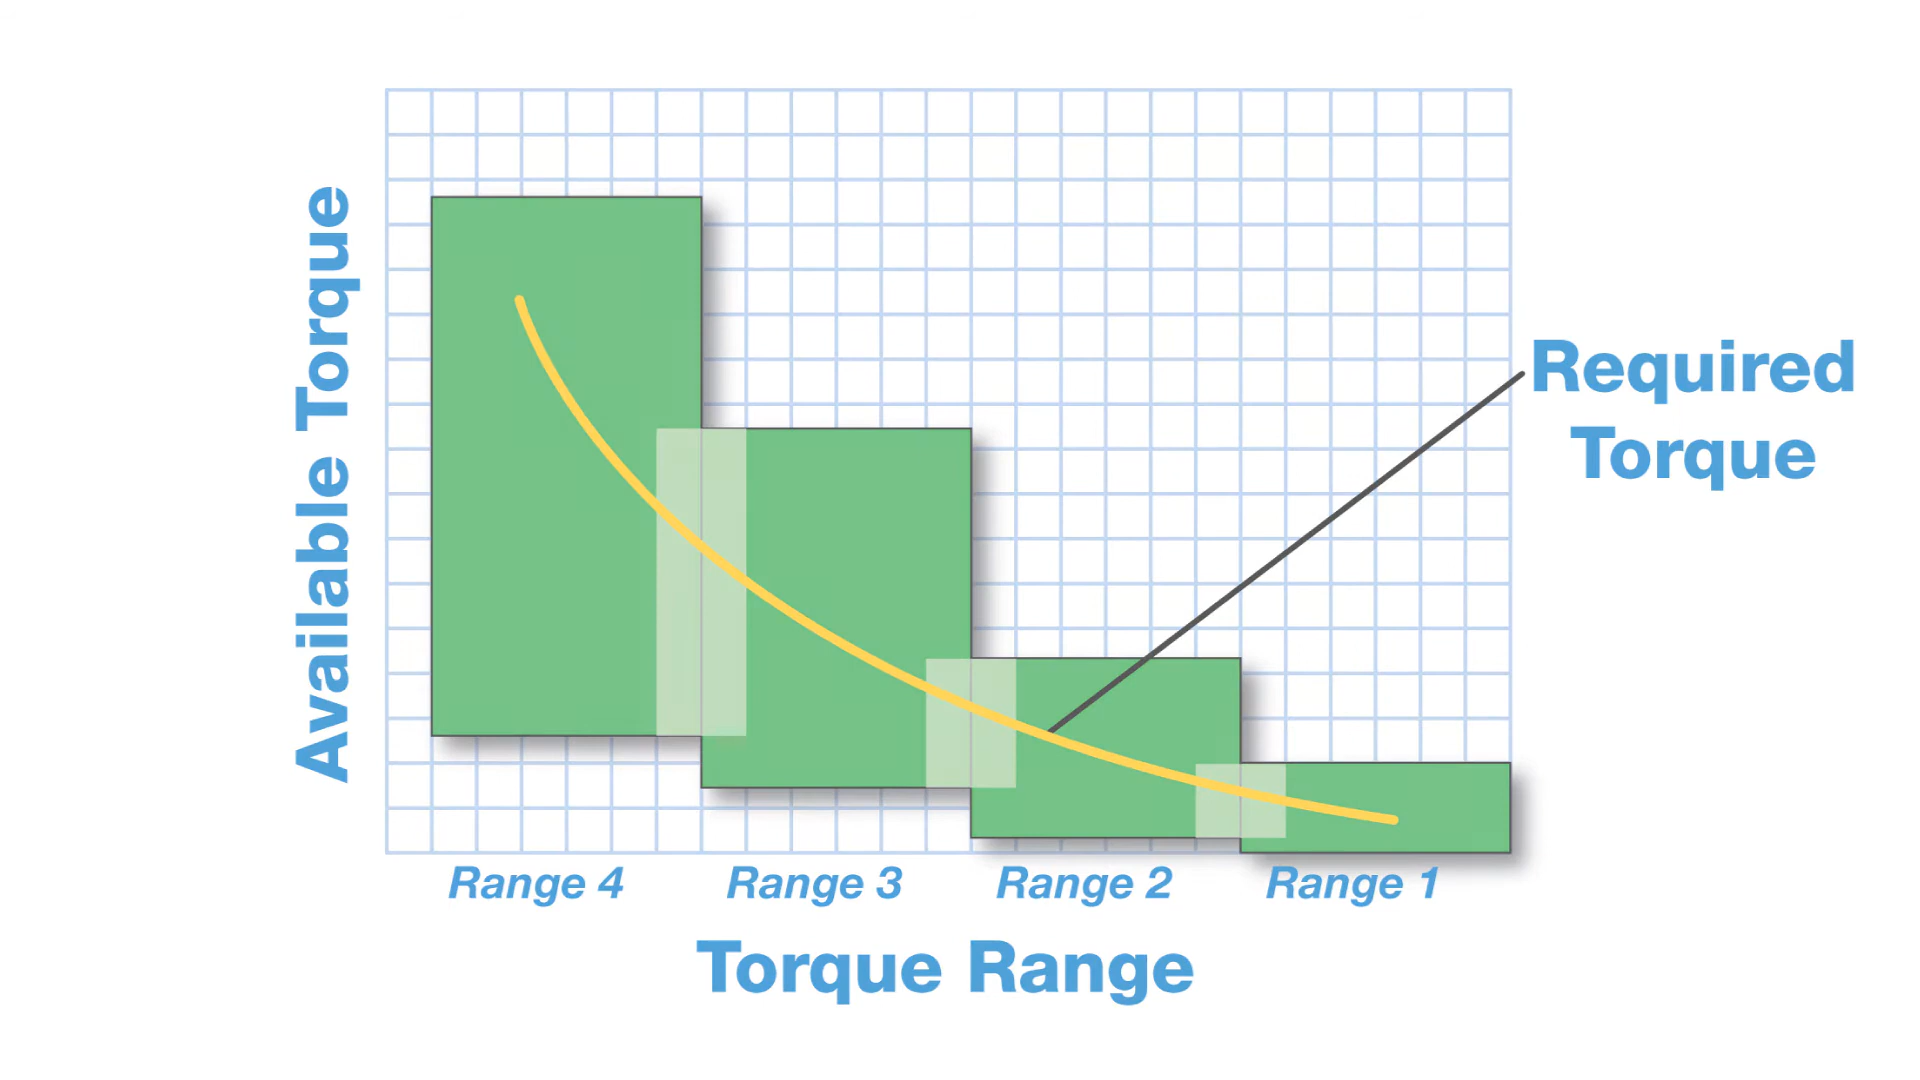 Available Torque
Required
Torque
Range 4
Range 3
Range 2
Range 1
Torque Range